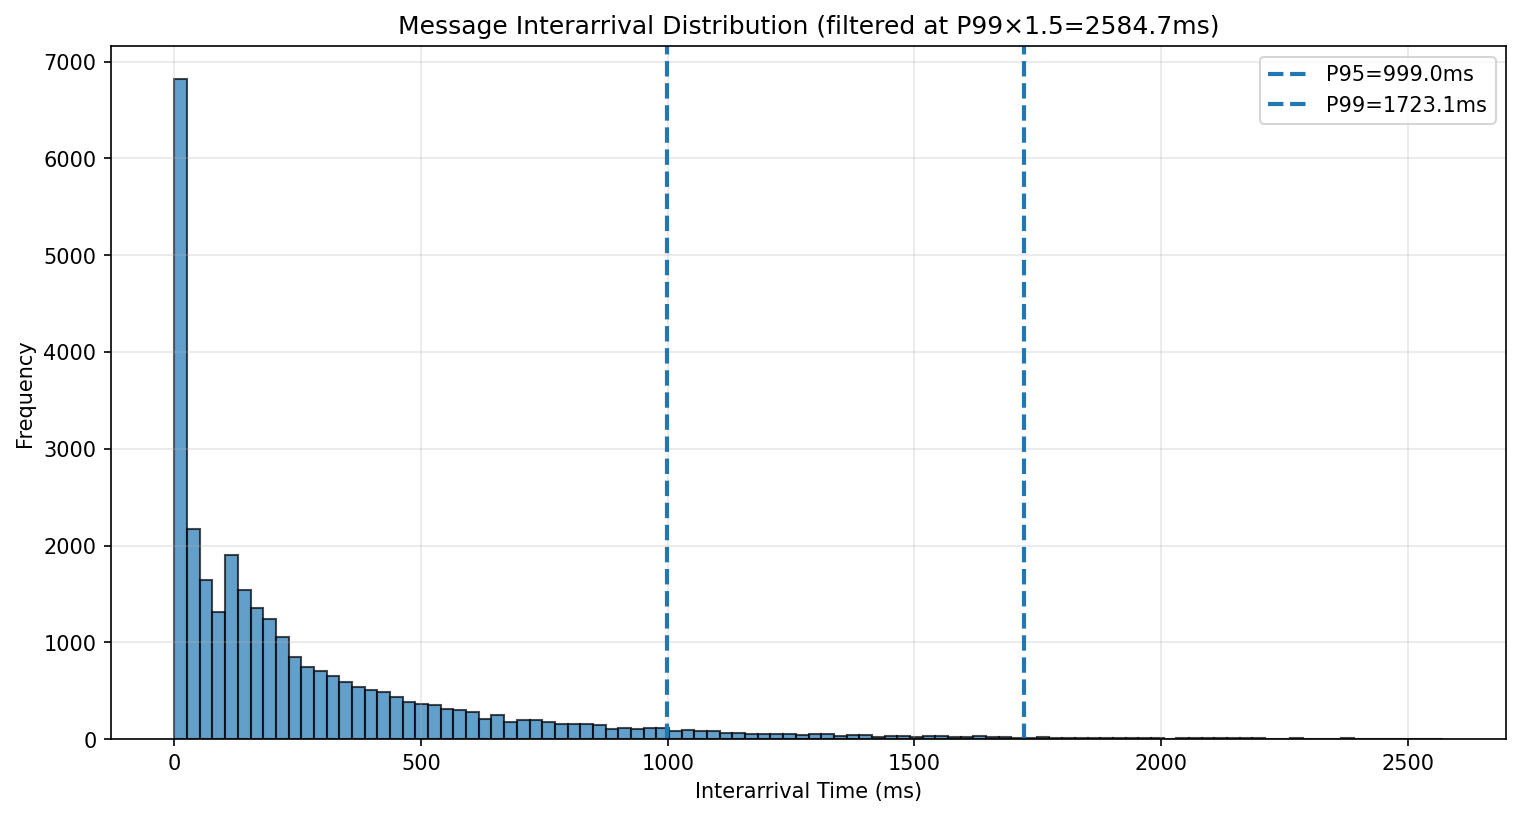 Message Interarrival Distribution (filtered at P99×1.5=2584.7ms)
P95=999.0ms
P99=1723.1ms
7000
6000
5000
4000
3000
2000
1000
0
Frequency
0 500 1000 1500 2000 2500
Interarrival Time (ms)